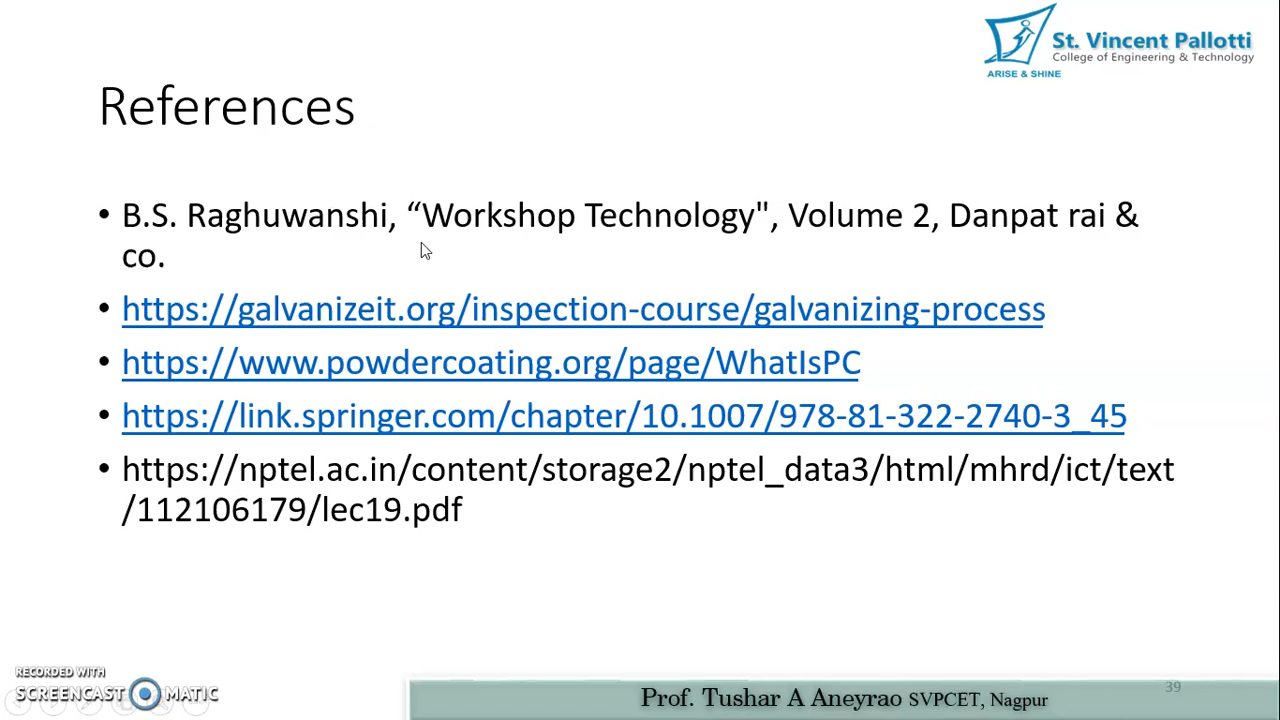 St. Vincent Pallotti
College of Engineering & Technology
ARISE & SHINE
References
• B.S. Raghuwanshi, “Workshop Technology", Volume 2, Danpat rai &
co.
• https://galvanizeit.org/inspection-course/galvanizing-process
• https://www.powdercoating.org/page/WhatIsPC
• https://link.springer.com/chapter/10.1007/978-81-322-2740-3_45
• https://nptel.ac.in/content/storage2/nptel_data3/html/mhrd/ict/text
/112106179/lec19.pdf
RECORDED WITH
SCREENCAST MATIC
Prof. Tushar A Aneyrao SVPCET, Nagpur
39